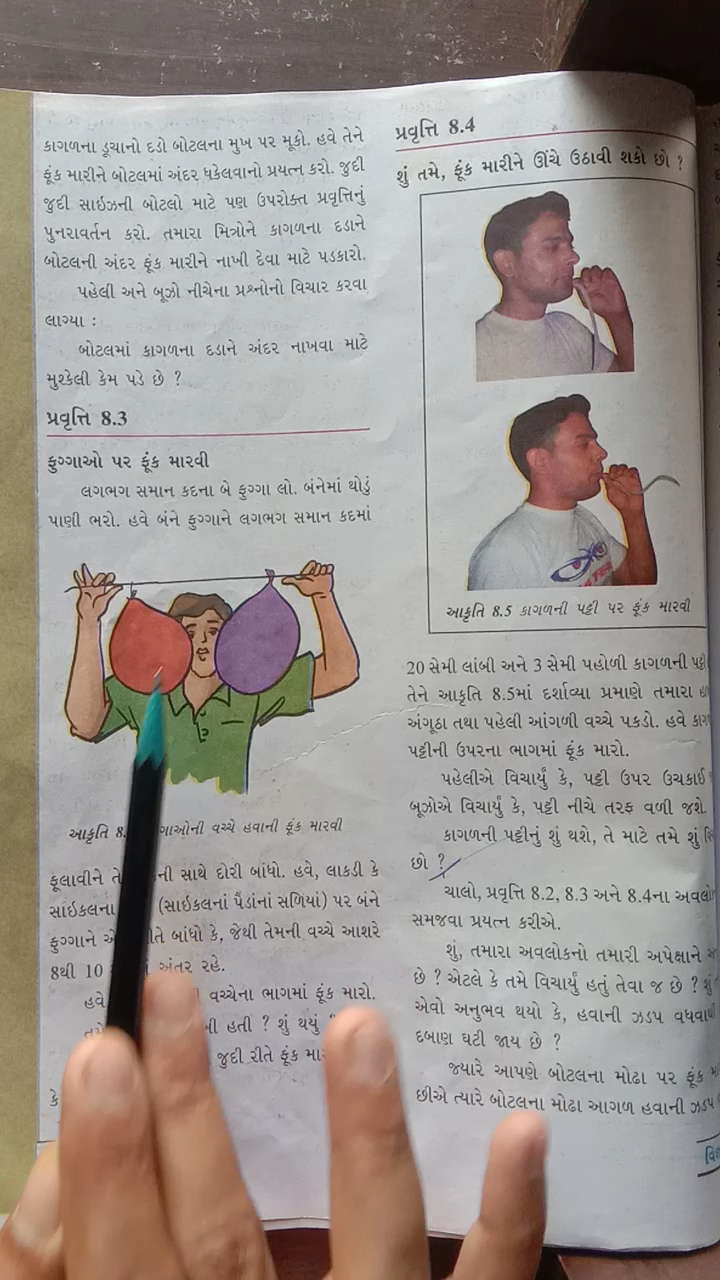 કાગળના ડૂચાનો દડો બોટલના મુખ પર મૂકો. હવે તેને
ફૂંક મારીને બોટલમાં અંદર ધકેલવાનો પ્રયત્ન કરો. જુદી
જુદી સાઇઝની બોટલો માટે પણ ઉપરોક્ત પ્રવૃત્તિનું
પુનરાવર્તન કરો. તમારા મિત્રોને કાગળના દડાને
બોટલની અંદર ફૂંક મારીને નાખી દેવા માટે પડકારો.
પહેલી અને બૂઝો નીચેના પ્રશ્નોનો વિચાર કરવા
લાગ્યા :
બોટલમાં કાગળના દડાને અંદર નાખવા માટે
મુશ્કેલી કેમ પડે છે ?
પ્રવૃત્તિ 8.3
ફુગ્ગાઓ પર ફૂંક મારવી
લગભગ સમાન કદના બે ફુગ્ગા લો. બંનેમાં થોડું
પાણી ભરો. હવે બંને ફુગ્ગાને લગભગ સમાન કદમાં
આકૃતિ હવાની ફૂંક મારવી
ફૂલાવીને સાથે દોરી બાંધો. હવે, લાકડી કે
સાઇકલના (સાઇકલનાં પૈડાંનાં સળિયાં) પર બંને
ફુગ્ગાને બાંધો કે, જેથી તેમની વચ્ચે આશરે
8થી 10 અંતર રહે.
હવે વચ્ચેના ભાગમાં ફૂંક મારો.
હતી ? શું થયું
જુદી રીતે ફૂંક
કે
પ્રવૃત્તિ 8.4
શું તમે, ફૂંક મારીને ઊંચે ઉઠાવી શકો છો ?
આકૃતિ 8.5 કાગળની પટ્ટી પર ફૂંક મારવી
20 સેમી લાંબી અને 3 સેમી પહોળી કાગળની પટ્ટી
તેને આકૃતિ 8.5માં દર્શાવ્યા પ્રમાણે તમારા
અંગૂઠા તથા પહેલી આંગળી વચ્ચે પકડો. હવે
પટ્ટીની ઉપરના ભાગમાં ફૂંક મારો.
પહેલીએ વિચાર્યું કે, પટ્ટી ઉપર ઉચકાઈ
બૂઝોએ વિચાર્યું કે, પટ્ટી નીચે તરફ વળી જશે.
કાગળની પટ્ટીનું શું થશે, તે માટે તમે શું
છો ?
ચાલો, પ્રવૃત્તિ 8.2, 8.3 અને 8.4ના
સમજવા પ્રયત્ન કરીએ.
શું, તમારા અવલોકનો તમારી અપેક્ષાને
છે ? એટલે કે તમે વિચાર્યું હતું તેવા જ છે ? શું
એવો અનુભવ થયો કે, હવાની ઝડપ વધવાથી
દબાણ ઘટી જાય છે ?
જ્યારે આપણે બોટલના મોઢા પર ફૂંક
છીએ ત્યારે બોટલના મોઢા આગળ હવાની ઝડપ